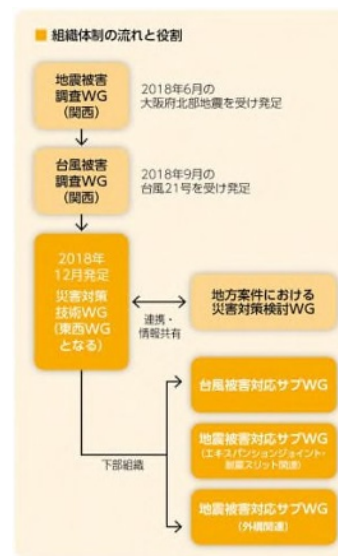 ■ 組織体制の流れと役割
地震被害
調査WG
(関西)
2018年6月の
大阪府北部地震を受け発足
台風被害
調査WG
(関西)
2018年9月の
台風21号を受け発足
2018年
12月発足
災害対策
技術WG
(東西WG
となる)
連携・
情報共有
地方案件における
災害対策検討WG
下部組織
台風被害対応サブWG
地震被害対応サブWG
(エキスパンションジョイント・
耐震スリット関連)
地震被害対応サブWG
(外構関連)